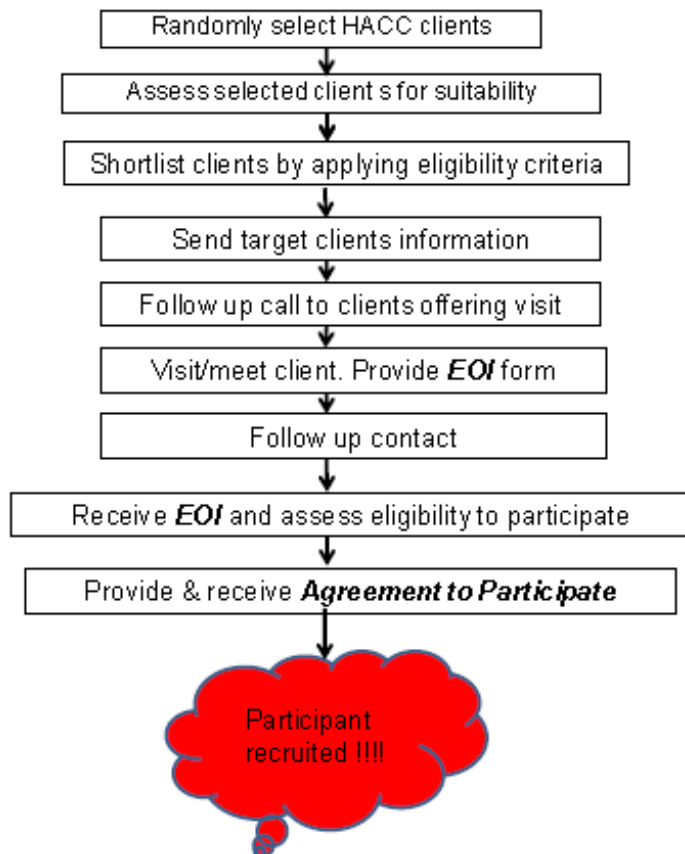 Randomly select HACC clients
Assess selected clients for suitability
Shortlist clients by applying eligibility criteria
Send target clients information
Follow up call to clients offering visit
Visit/meet client. Provide EOI form
Follow up contact
Receive EOI and assess eligibility to participate
Provide & receive Agreement to Participate
Participant
recruited !!!!